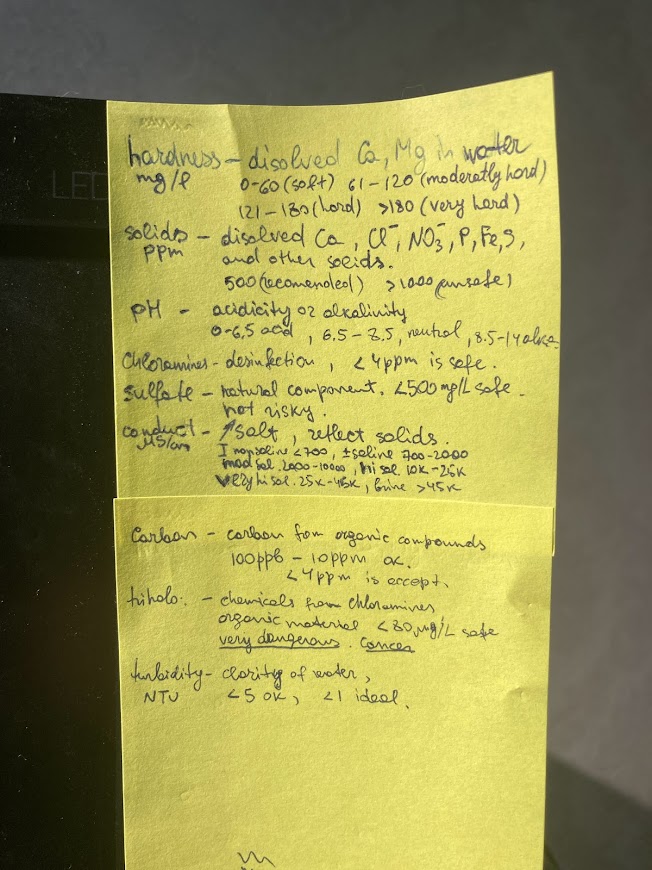 LED
hardness – disolved Ca, Mg in water
mg/l 0-60 (soft) 61-120 (moderatly hard)
121-180 (hard) >180 (very hard)
solids – disolved Ca, Cl⁻, NO₃⁻, P, Fe, S,
ppm and other solids.
500 (recomended) >1000 (unsafe)
pH – acidicity or alkalinity
0-6,5 acid, 6.5-8.5, neutral, 8.5-14 alka
Chloramines – desinfection, <4ppm is safe.
sulfate – natural component. <500 mg/L safe.
not risky.
conduct – ↑ salt, reflect solids.
μS/cm I nonsaline <700, ±saline 700-2000
mod sal. 2000-10000, hi sal 10K-25K
very hi sal. 25K-45K, brine >45K
Carbon – carbon from organic compounds
100ppb – 10ppm ok.
<4ppm is accept.
trihalo. – chemicals from chloramines
organic material <80 μg/L safe
very dangerous. Cancer
turbidity – clarity of water,
NTU <5 ok, <1 ideal.